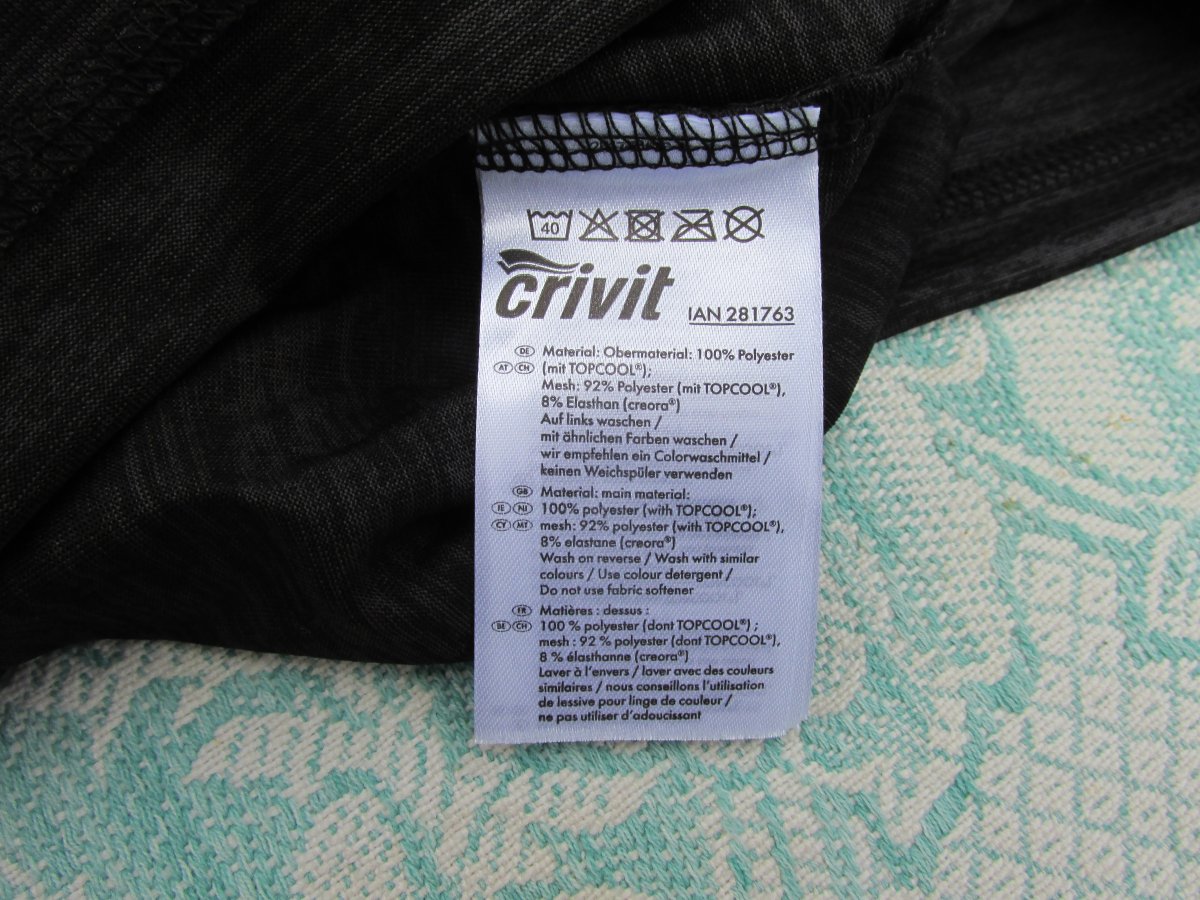 40
crivit
IAN 281763
DE Material: Obermaterial: 100% Polyester
AT CH (mit TOPCOOL®);
Mesh: 92% Polyester (mit TOPCOOL®),
8% Elasthan (creora®)
Auf links waschen /
mit ähnlichen Farben waschen /
wir empfehlen ein Colorwaschmittel /
keinen Weichspüler verwenden
GB Material: main material:
IE NI 100% polyester (with TOPCOOL®);
CY MT mesh: 92% polyester (with TOPCOOL®),
8% elastane (creora®)
Wash on reverse / Wash with similar
colours / Use colour detergent /
Do not use fabric softener
FR Matières : dessus :
BE CH 100 % polyester (dont TOPCOOL®) ;
mesh : 92 % polyester (dont TOPCOOL®),
8 % élasthanne (creora®)
Laver à l'envers / laver avec des couleurs
similaires / nous conseillons l'utilisation
de lessive pour linge de couleur /
ne pas utiliser d'adoucissant